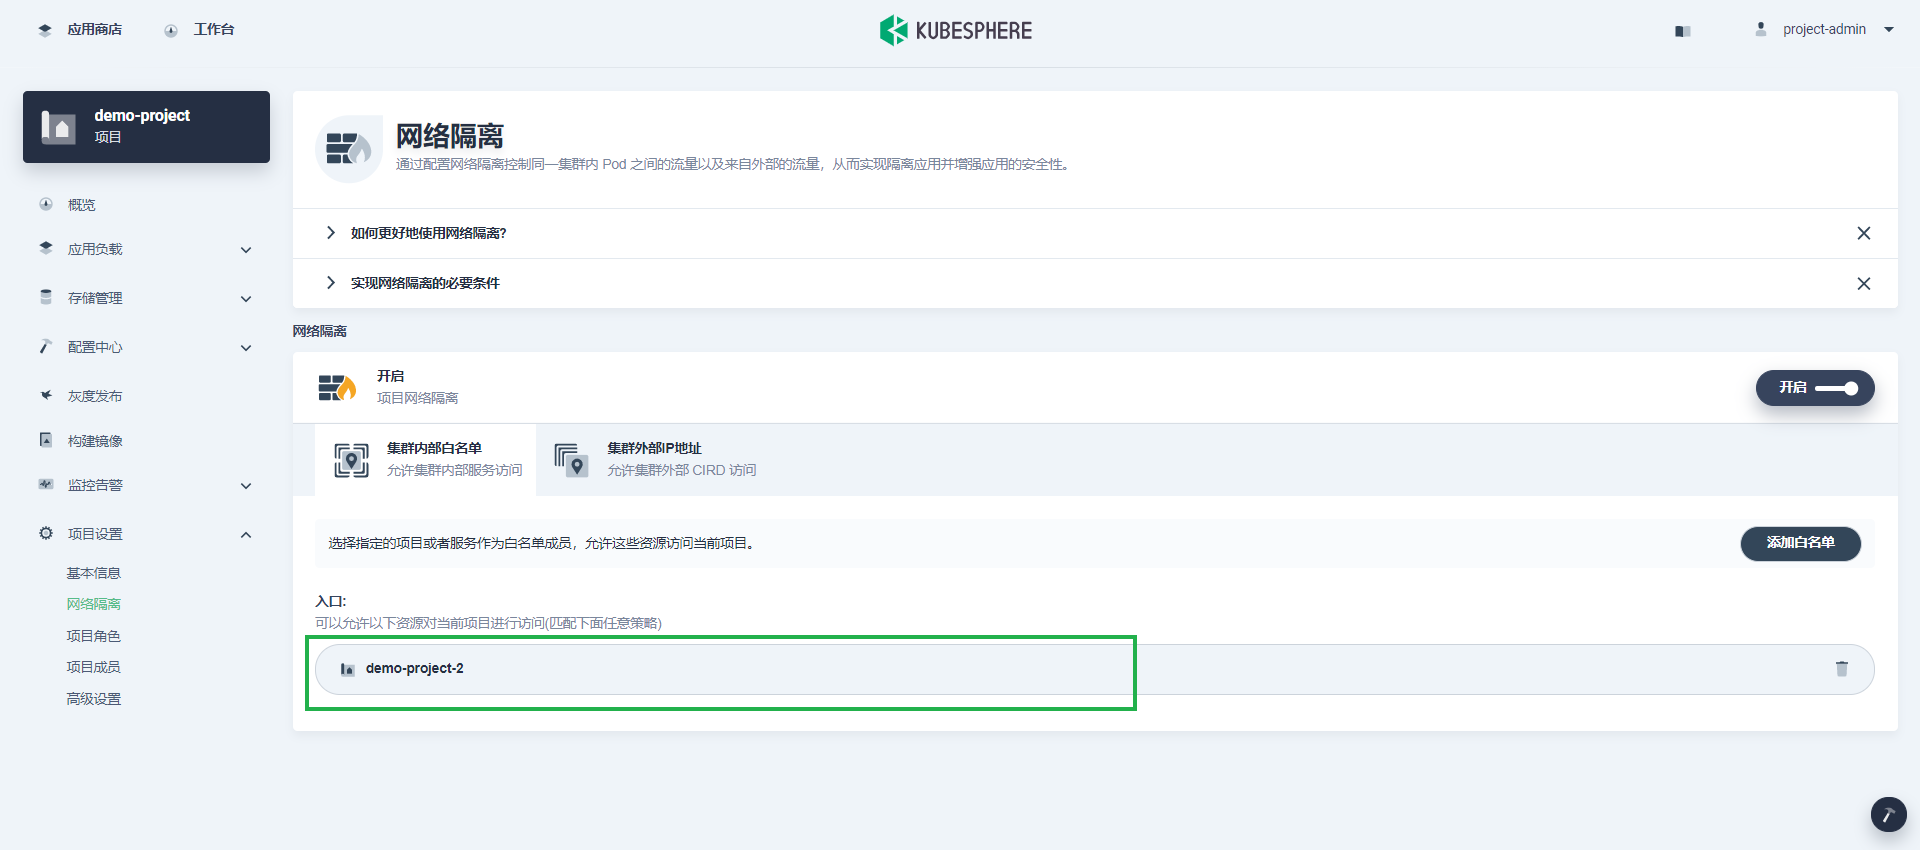 应用商店
工作台
KUBESPHERE
project-admin
demo-project
项目
概览
应用负载
存储管理
配置中心
灰度发布
构建镜像
监控告警
项目设置
基本信息
网络隔离
项目角色
项目成员
高级设置
网络隔离
通过配置网络隔离控制同一集群内 Pod 之间的流量以及来自外部的流量，从而实现隔离应用并增强应用的安全性。
如何更好地使用网络隔离?
实现网络隔离的必要条件
网络隔离
开启
项目网络隔离
开启
集群内部白名单
允许集群内部服务访问
集群外部IP地址
允许集群外部 CIRD 访问
选择指定的项目或者服务作为白名单成员，允许这些资源访问当前项目。
添加白名单
入口:
可以允许以下资源对当前项目进行访问(匹配下面任意策略)
demo-project-2